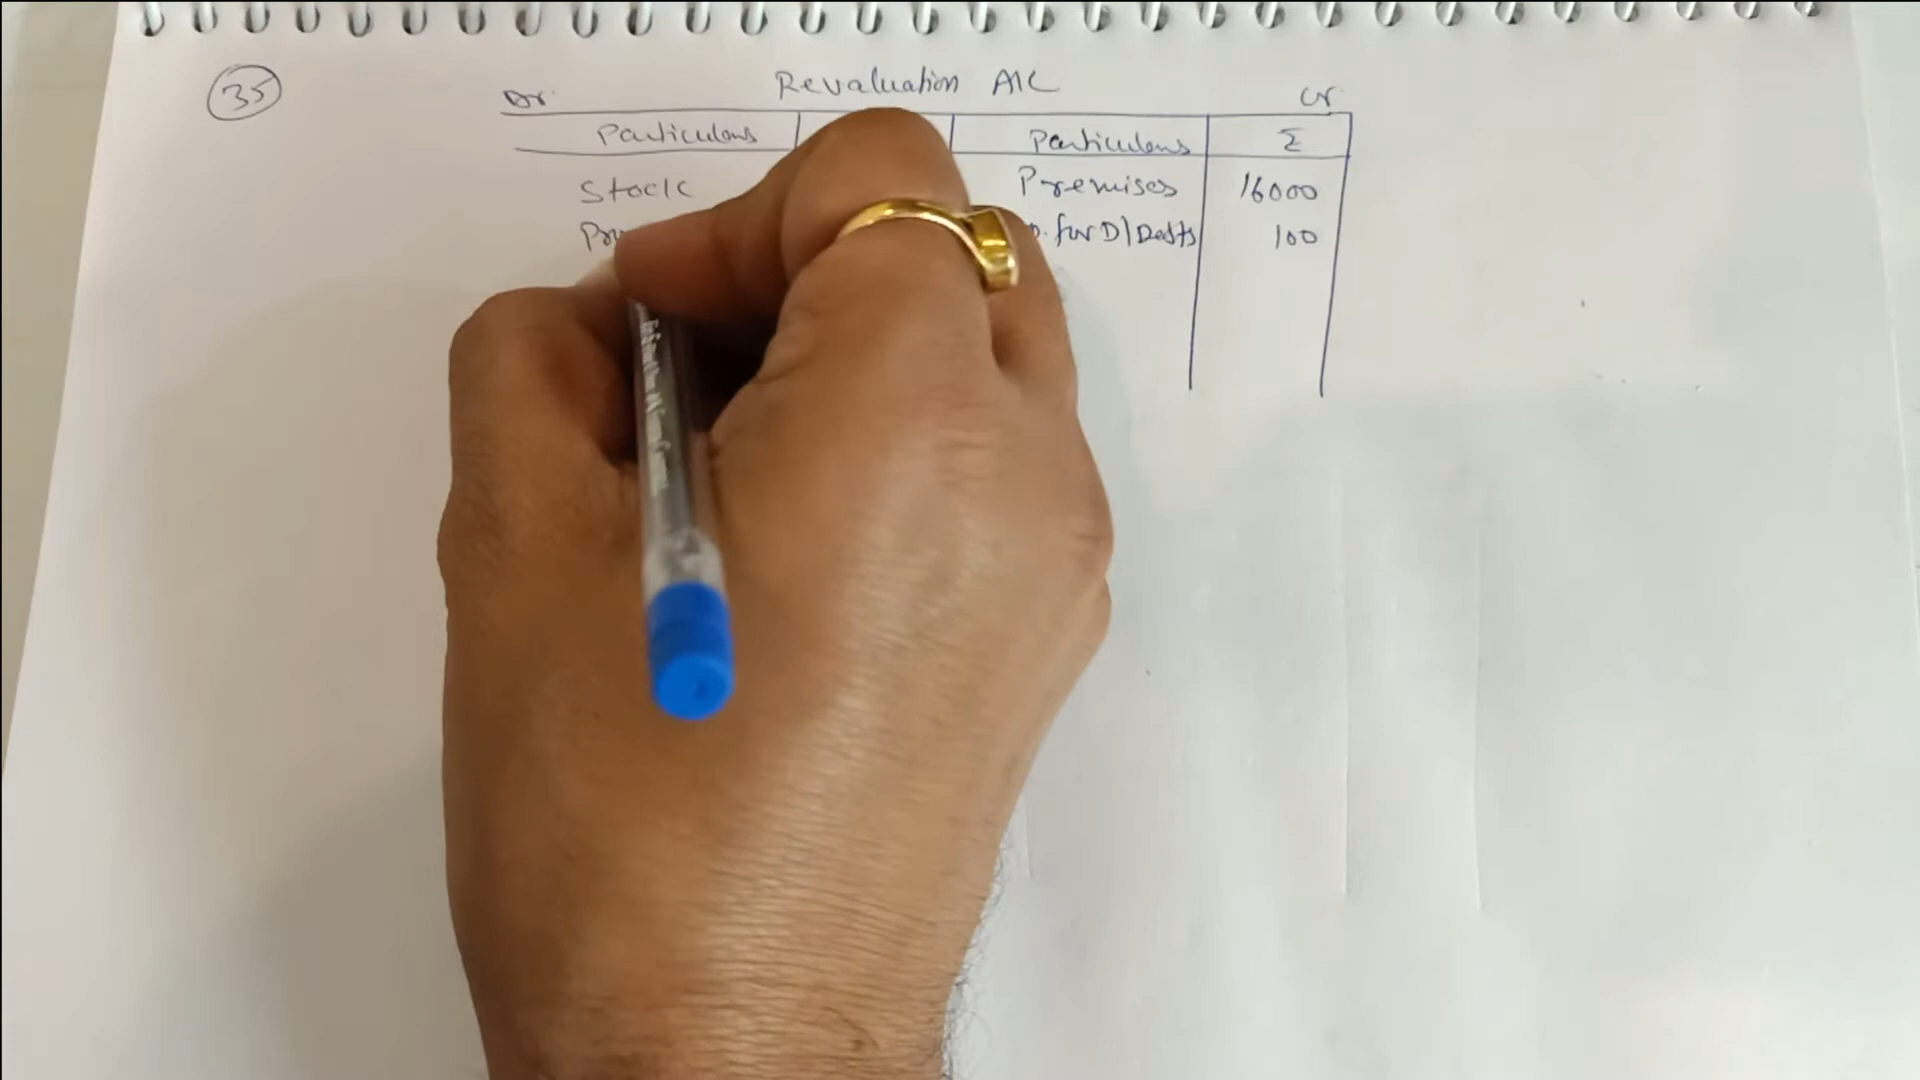 35
Revaluation A/C
Dr. Cr
Particulars Particulars ₹
Stock Premises 16000
for D/Debts 100